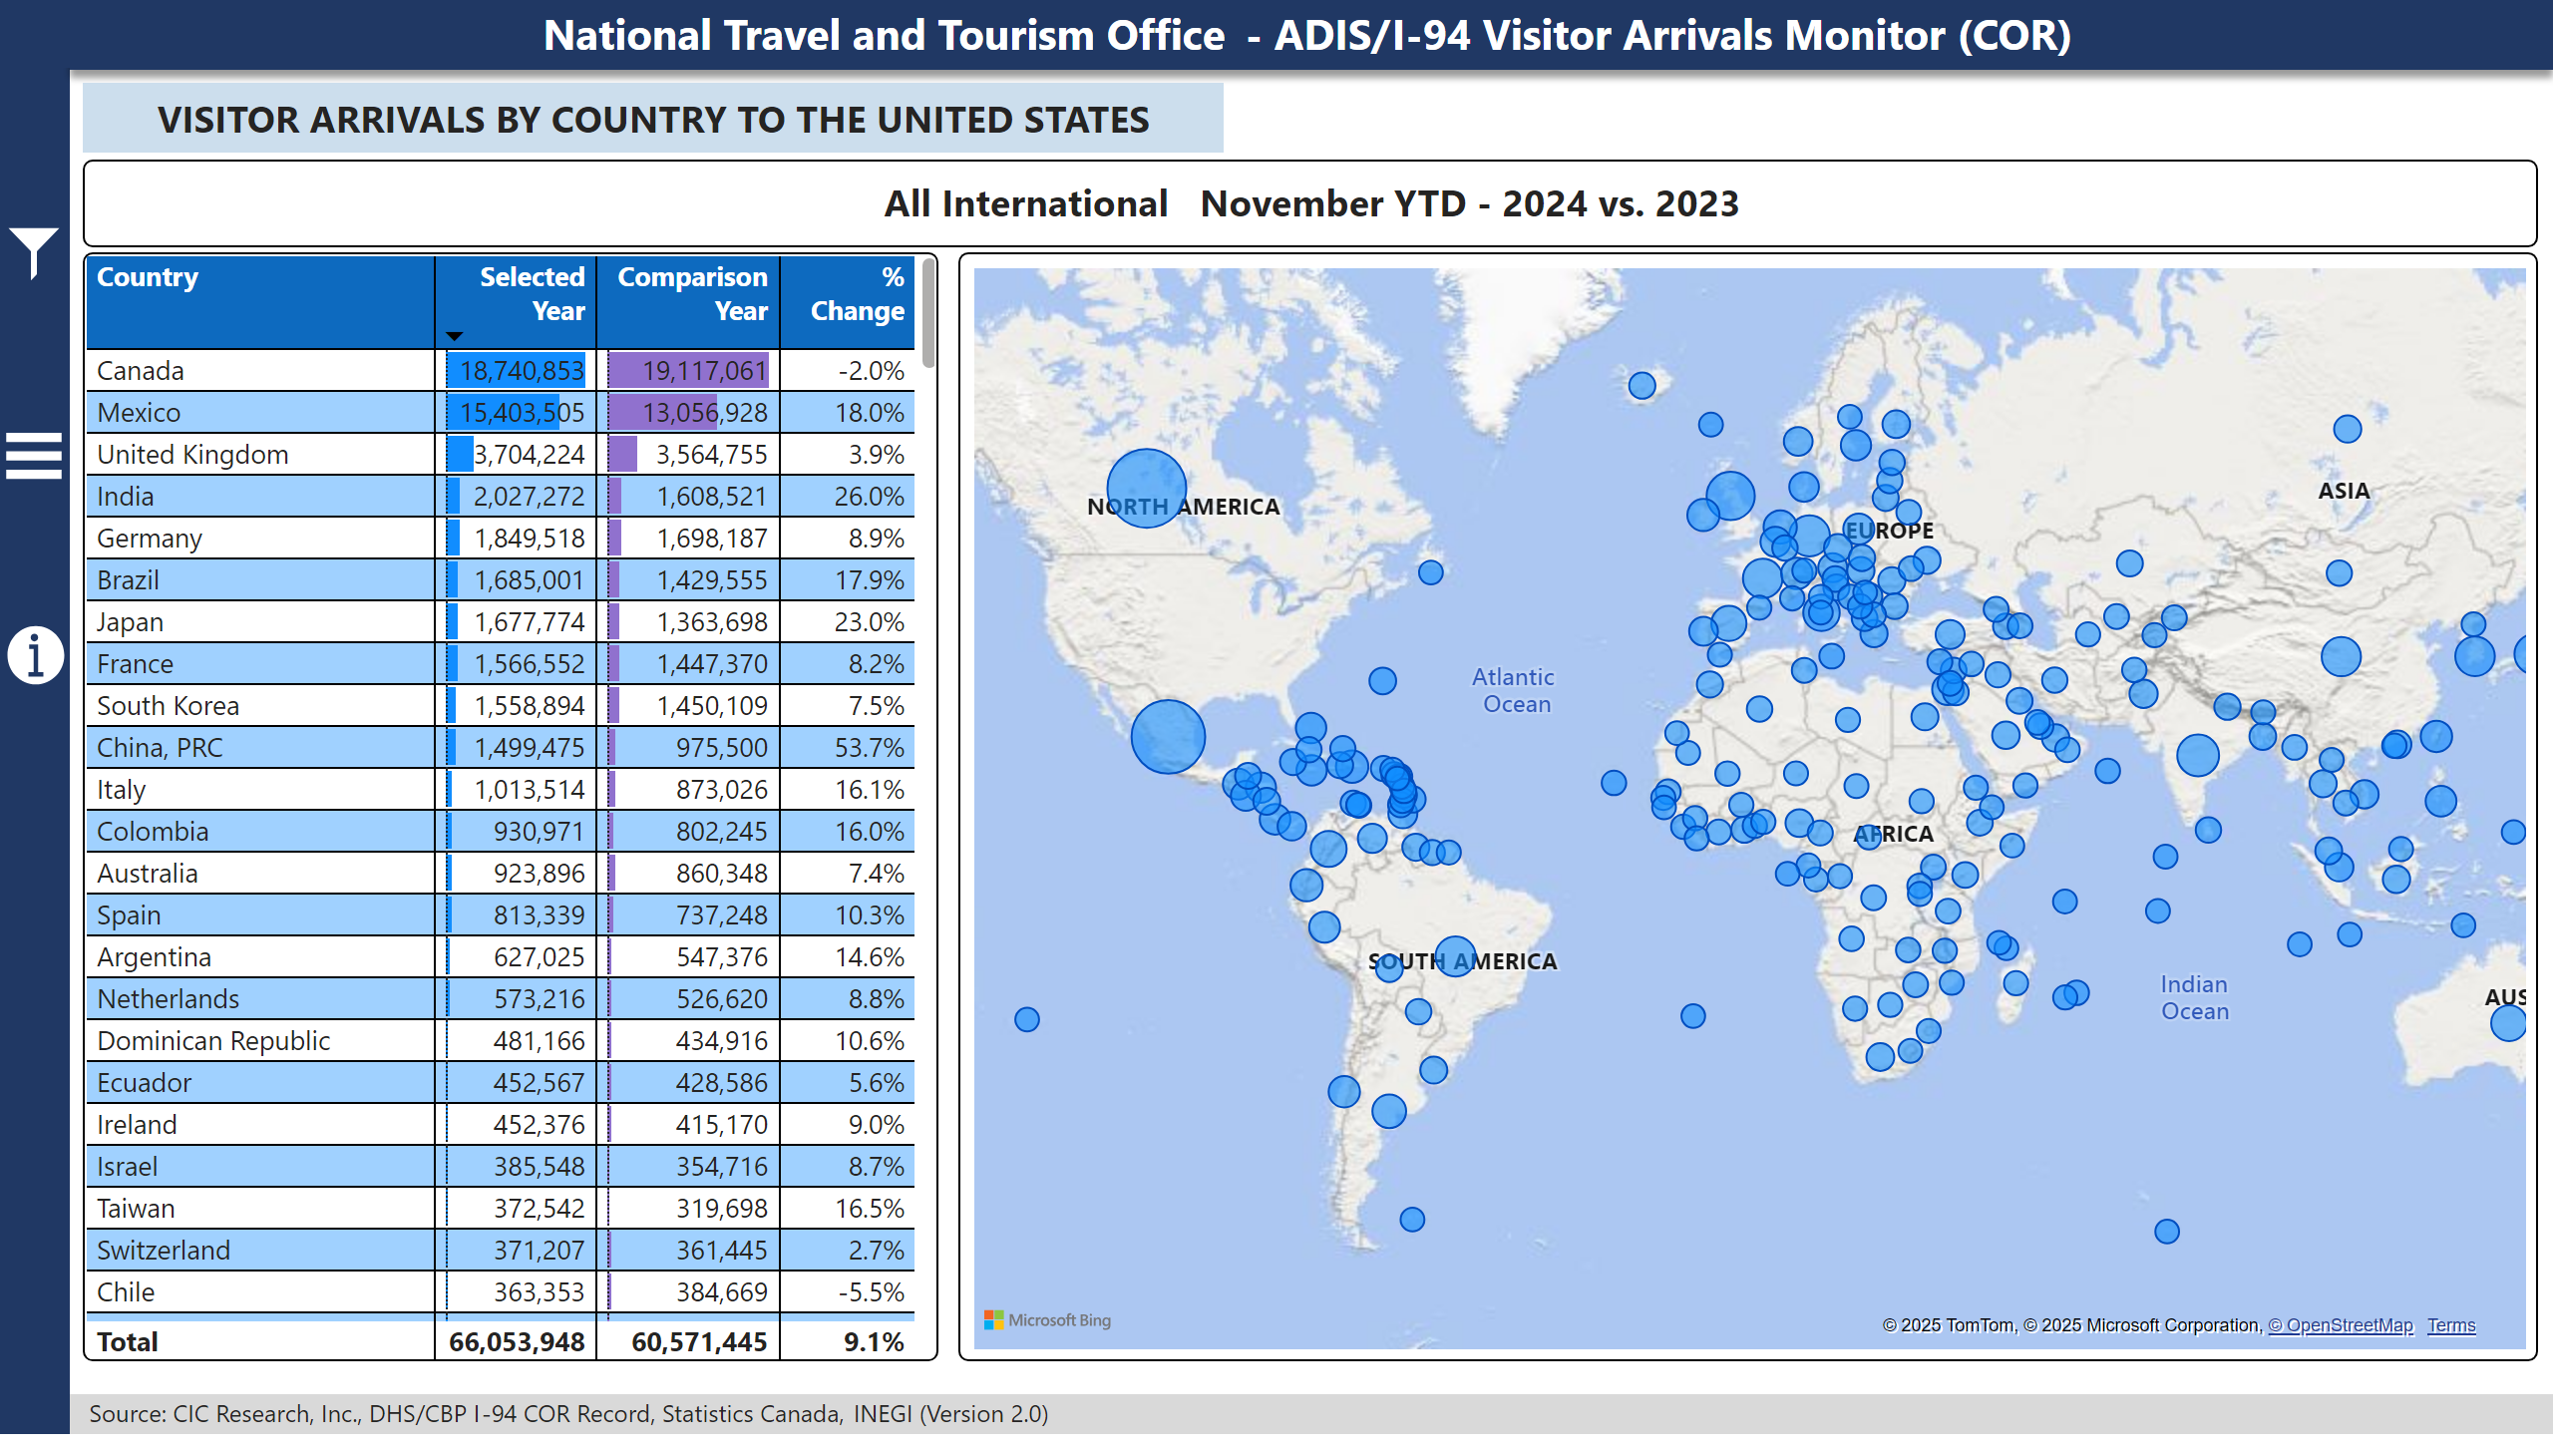 National Travel and Tourism Office - ADIS/I-94 Visitor Arrivals Monitor (COR)
VISITOR ARRIVALS BY COUNTRY TO THE UNITED STATES
All International November YTD - 2024 vs. 2023
Country Selected Year Comparison Year % Change
Canada 18,740,853 19,117,061 -2.0%
Mexico 15,403,505 13,056,928 18.0%
United Kingdom 3,704,224 3,564,755 3.9%
India 2,027,272 1,608,521 26.0%
Germany 1,849,518 1,698,187 8.9%
Brazil 1,685,001 1,429,555 17.9%
Japan 1,677,774 1,363,698 23.0%
France 1,566,552 1,447,370 8.2%
South Korea 1,558,894 1,450,109 7.5%
China, PRC 1,499,475 975,500 53.7%
Italy 1,013,514 873,026 16.1%
Colombia 930,971 802,245 16.0%
Australia 923,896 860,348 7.4%
Spain 813,339 737,248 10.3%
Argentina 627,025 547,376 14.6%
Netherlands 573,216 526,620 8.8%
Dominican Republic 481,166 434,916 10.6%
Ecuador 452,567 428,586 5.6%
Ireland 452,376 415,170 9.0%
Israel 385,548 354,716 8.7%
Taiwan 372,542 319,698 16.5%
Switzerland 371,207 361,445 2.7%
Chile 363,353 384,669 -5.5%
Total 66,053,948 60,571,445 9.1%
NORTH AMERICA
ASIA
EUROPE
Atlantic
Ocean
AFRICA
SOUTH AMERICA
Indian
Ocean
AUS
Microsoft Bing
© 2025 TomTom, © 2025 Microsoft Corporation, © OpenStreetMap Terms
Source: CIC Research, Inc., DHS/CBP I-94 COR Record, Statistics Canada, INEGI (Version 2.0)